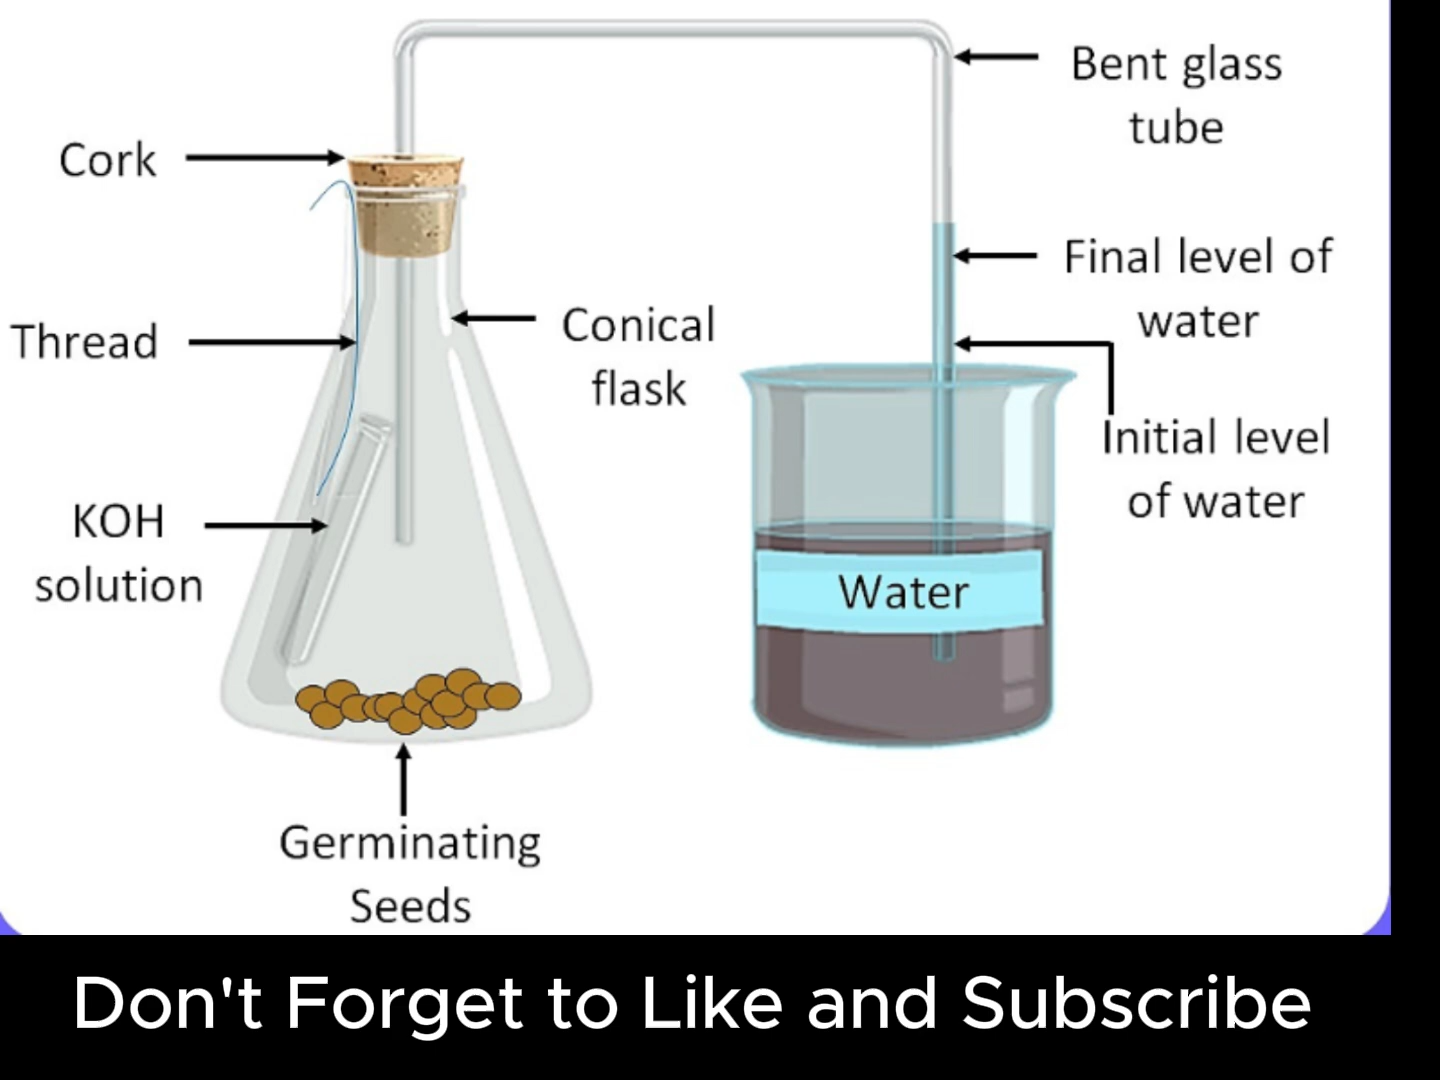 Bent glass
tube
Cork
Final level of
water
Conical
flask
Thread
Initial level
of water
KOH
solution
Water
Germinating
Seeds
Don't Forget to Like and Subscribe